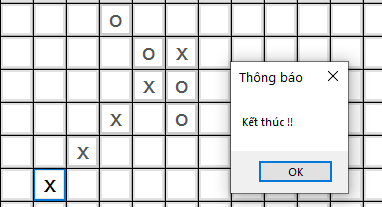 o
o x
x o
x o
x
x
Thông báo
Kết thúc !!
OK